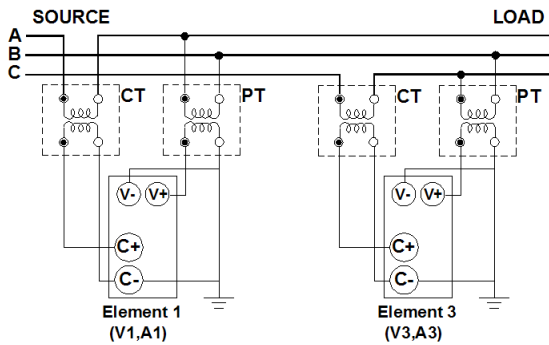 SOURCE LOAD
A
B
C
CT PT CT PT
V- V+ V- V+
C+ C+
C- C-
Element 1 Element 3
(V1,A1) (V3,A3)